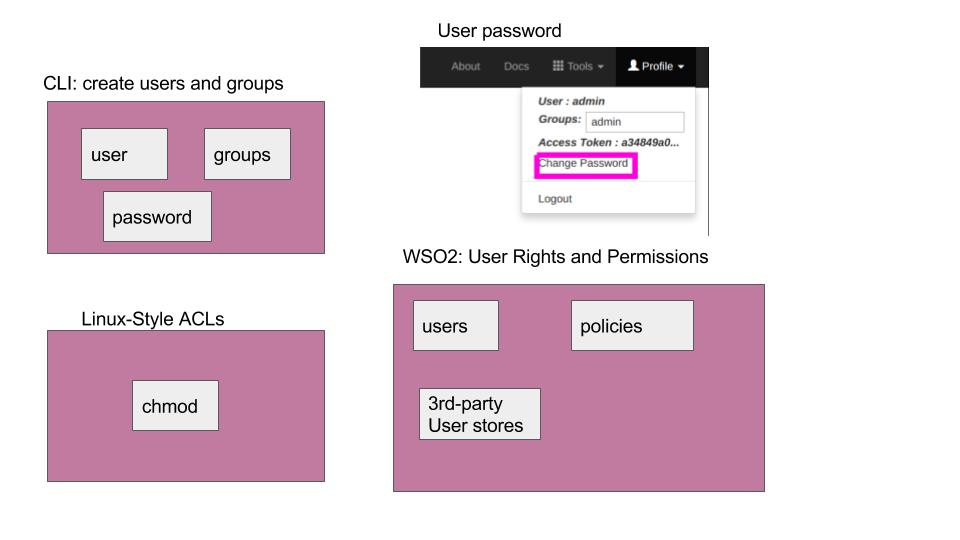 User password
About Docs Tools Profile
User : admin
Groups: admin
Access Token : a34849a0...
Change Password
Logout
CLI: create users and groups
user groups
password
WSO2: User Rights and Permissions
users policies
3rd-party
User stores
Linux-Style ACLs
chmod